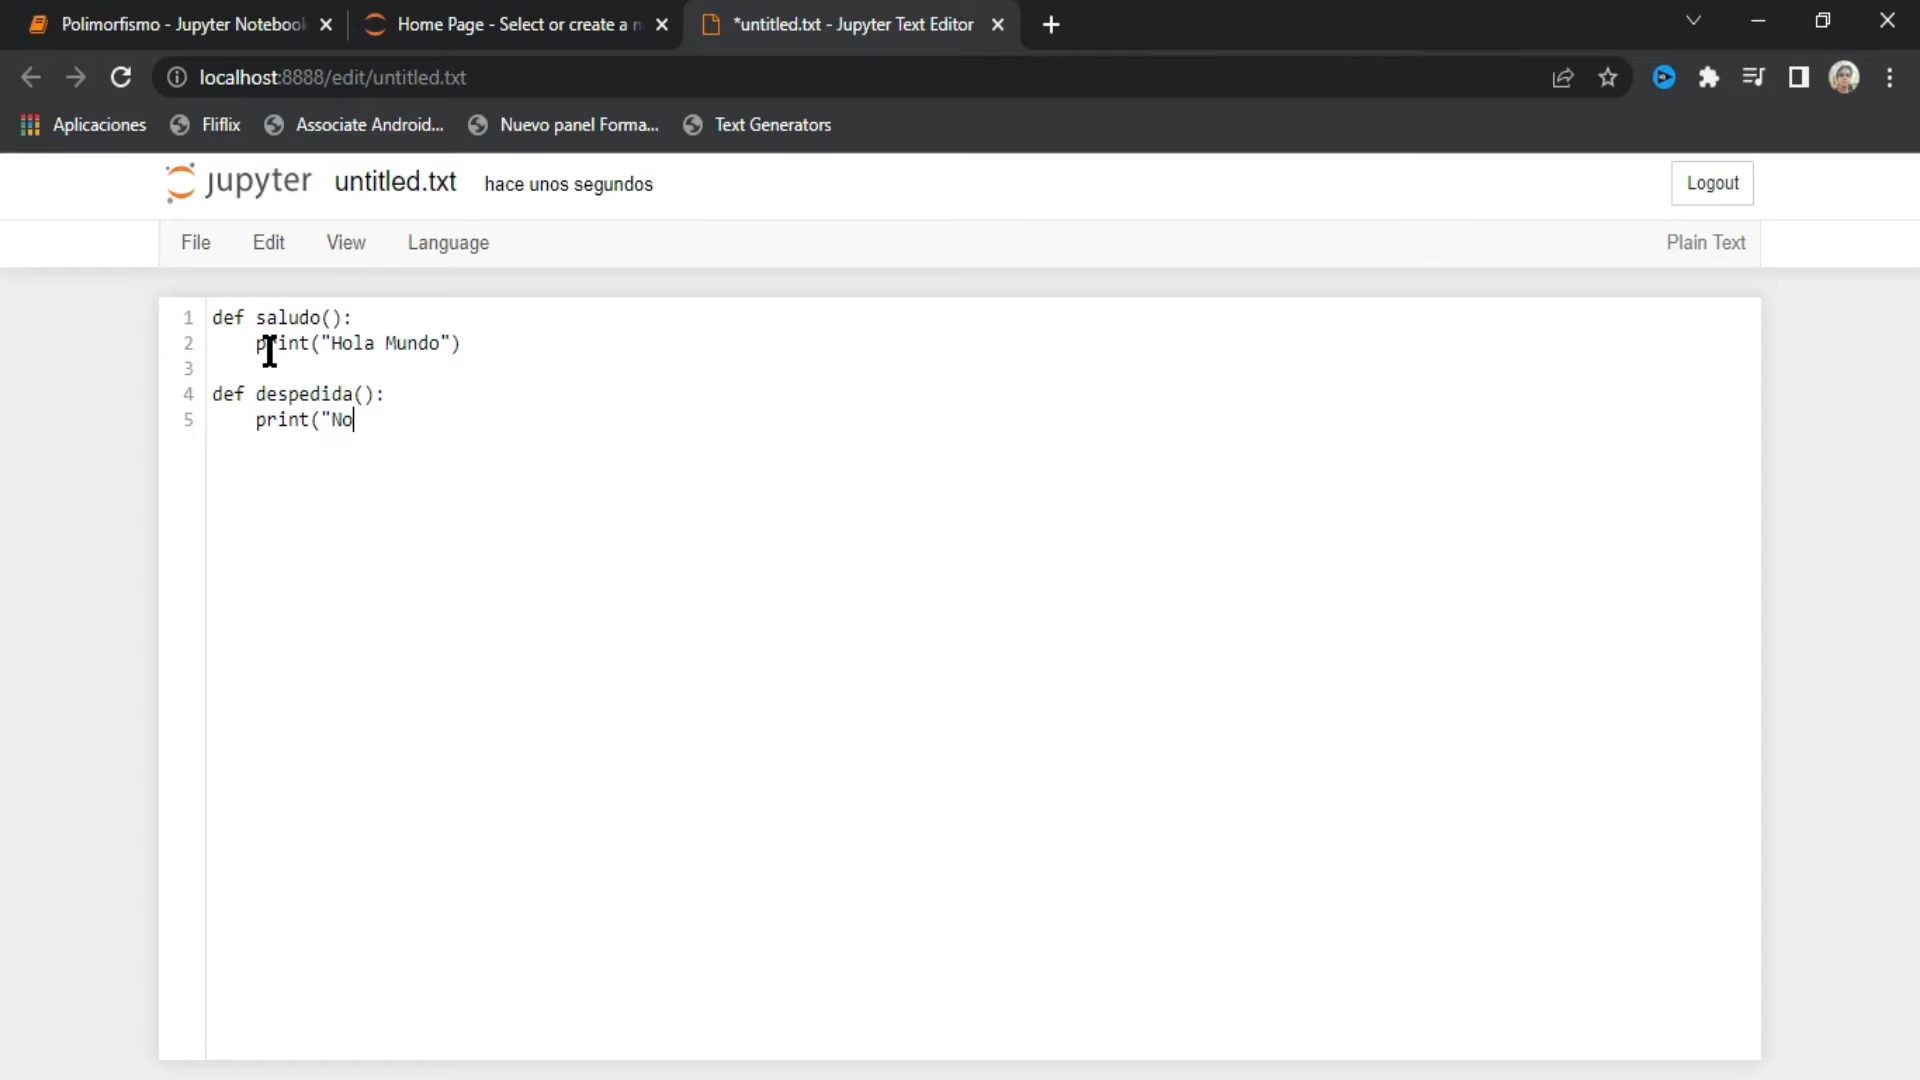 Polimorfismo - Jupyter Notebook
Home Page - Select or create a n
*untitled.txt - Jupyter Text Editor
localhost:8888/edit/untitled.txt
Aplicaciones
Fliflix
Associate Android...
Nuevo panel Forma...
Text Generators
jupyter untitled.txt hace unos segundos
Logout
File Edit View Language
Plain Text
1 def saludo():
2     print("Hola Mundo")
3
4 def despedida():
5     print("No